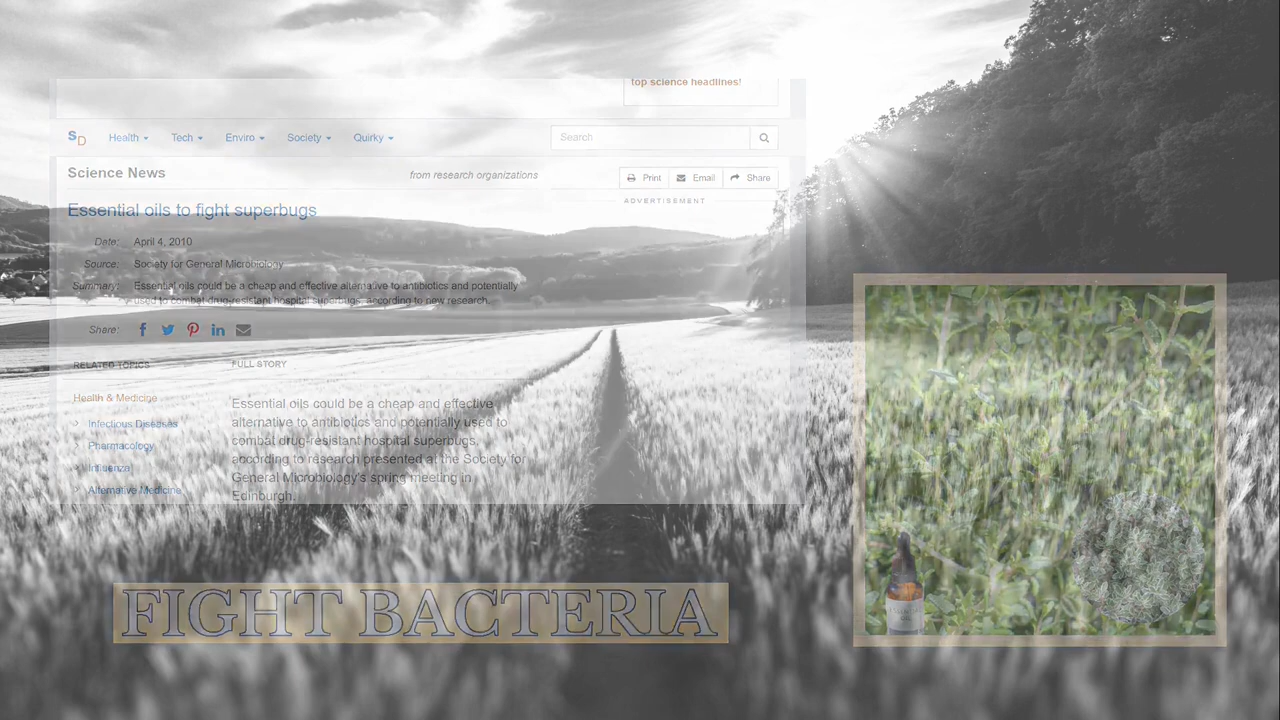 top science headlines!
SD Health Tech Enviro Society Quirky Search
Science News from research organizations Print Email Share
ADVERTISEMENT
Essential oils to fight superbugs
Date: April 4, 2010
Source: Society for General Microbiology
Summary: Essential oils could be a cheap and effective alternative to antibiotics and potentially
used to combat drug-resistant hospital superbugs, according to new research.
Share:
RELATED TOPICS FULL STORY
Health & Medicine
Infectious Diseases
Pharmacology
Influenza
Alternative Medicine
Essential oils could be a cheap and effective
alternative to antibiotics and potentially used to
combat drug-resistant hospital superbugs,
according to research presented at the Society for
General Microbiology's spring meeting in
Edinburgh.
FIGHT BACTERIA